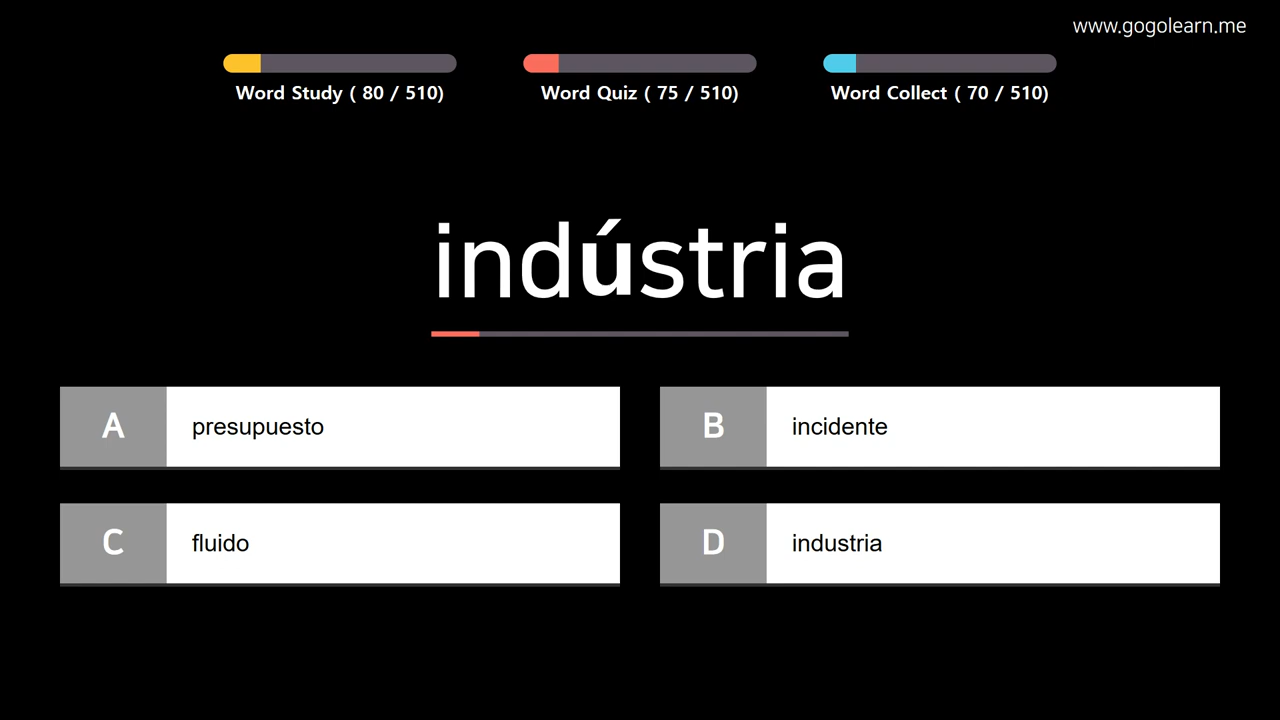 www.gogolearn.me
Word Study ( 80 / 510)
Word Quiz ( 75 / 510)
Word Collect ( 70 / 510)
indústria
A presupuesto
B incidente
C fluido
D industria